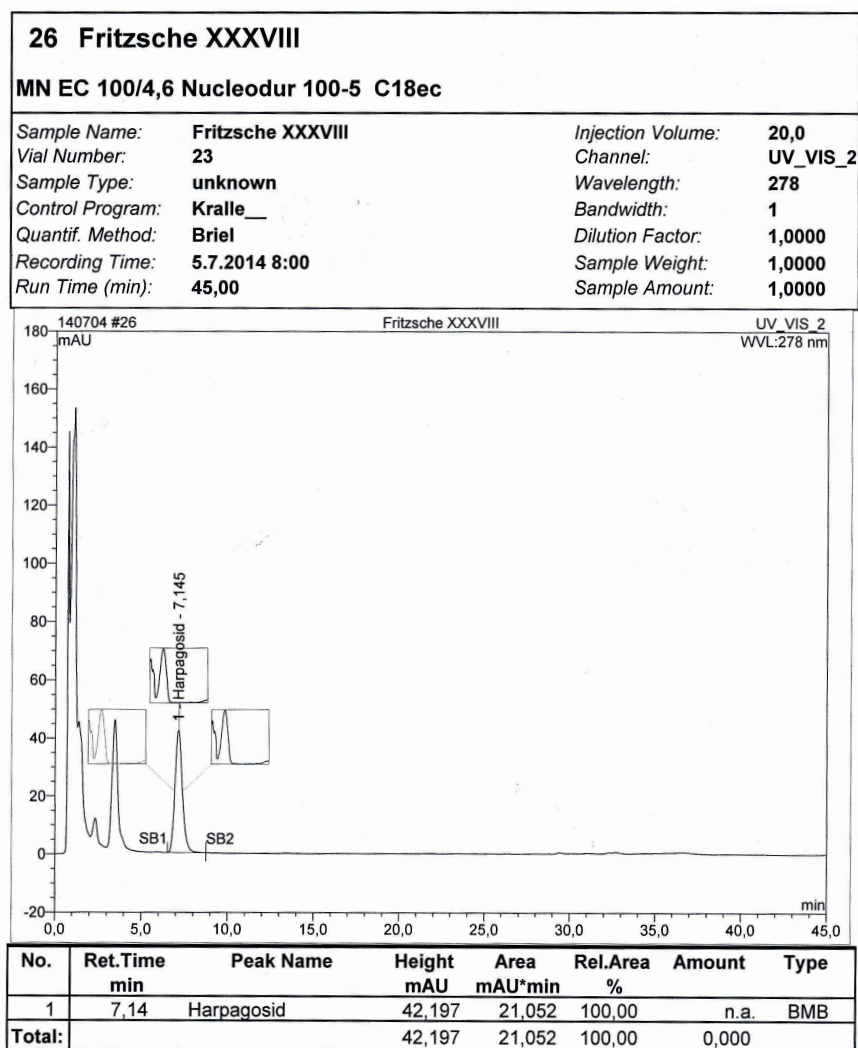 26 Fritzsche XXXVIII
MN EC 100/4,6 Nucleodur 100-5 C18ec
Sample Name: Fritzsche XXXVIII Injection Volume: 20,0
Vial Number: 23 Channel: UV_VIS_2
Sample Type: unknown Wavelength: 278
Control Program: Kralle__ Bandwidth: 1
Quantif. Method: Briel Dilution Factor: 1,0000
Recording Time: 5.7.2014 8:00 Sample Weight: 1,0000
Run Time (min): 45,00 Sample Amount: 1,0000
140704 #26 Fritzsche XXXVIII UV_VIS_2
180
mAU WVL:278 nm
160
140
120
100
80
60
40
20
0
-20
1 - Harpagosid - 7,145
SB1 SB2
min
0,0 5,0 10,0 15,0 20,0 25,0 30,0 35,0 40,0 45,0
No. Ret.Time Peak Name Height Area Rel.Area Amount Type
min mAU mAU*min %
1 7,14 Harpagosid 42,197 21,052 100,00 n.a. BMB
Total: 42,197 21,052 100,00 0,000